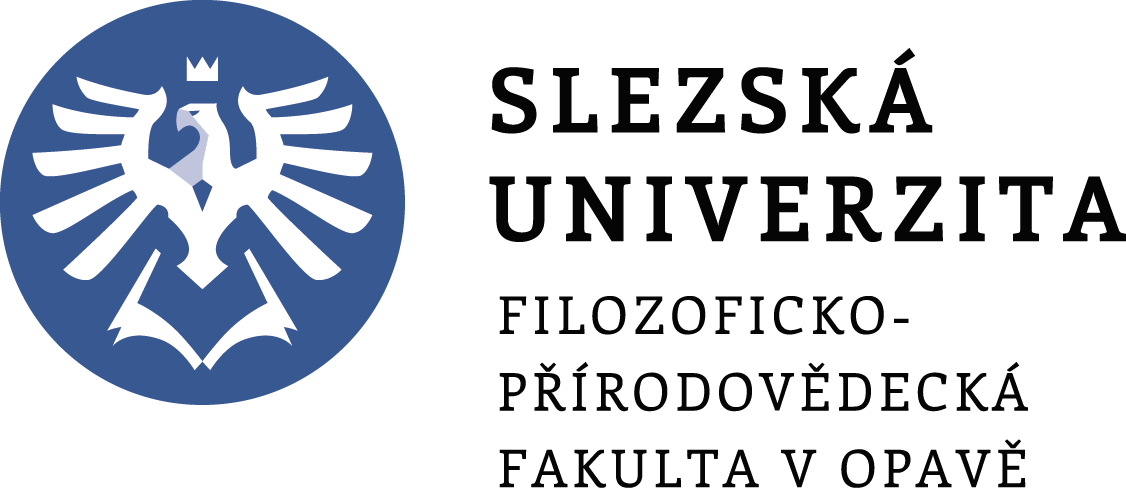 SLEZSKÁ
UNIVERZITA
FILOZOFICKO-
PŘÍRODOVĚDECKÁ
FAKULTA V OPAVĚ